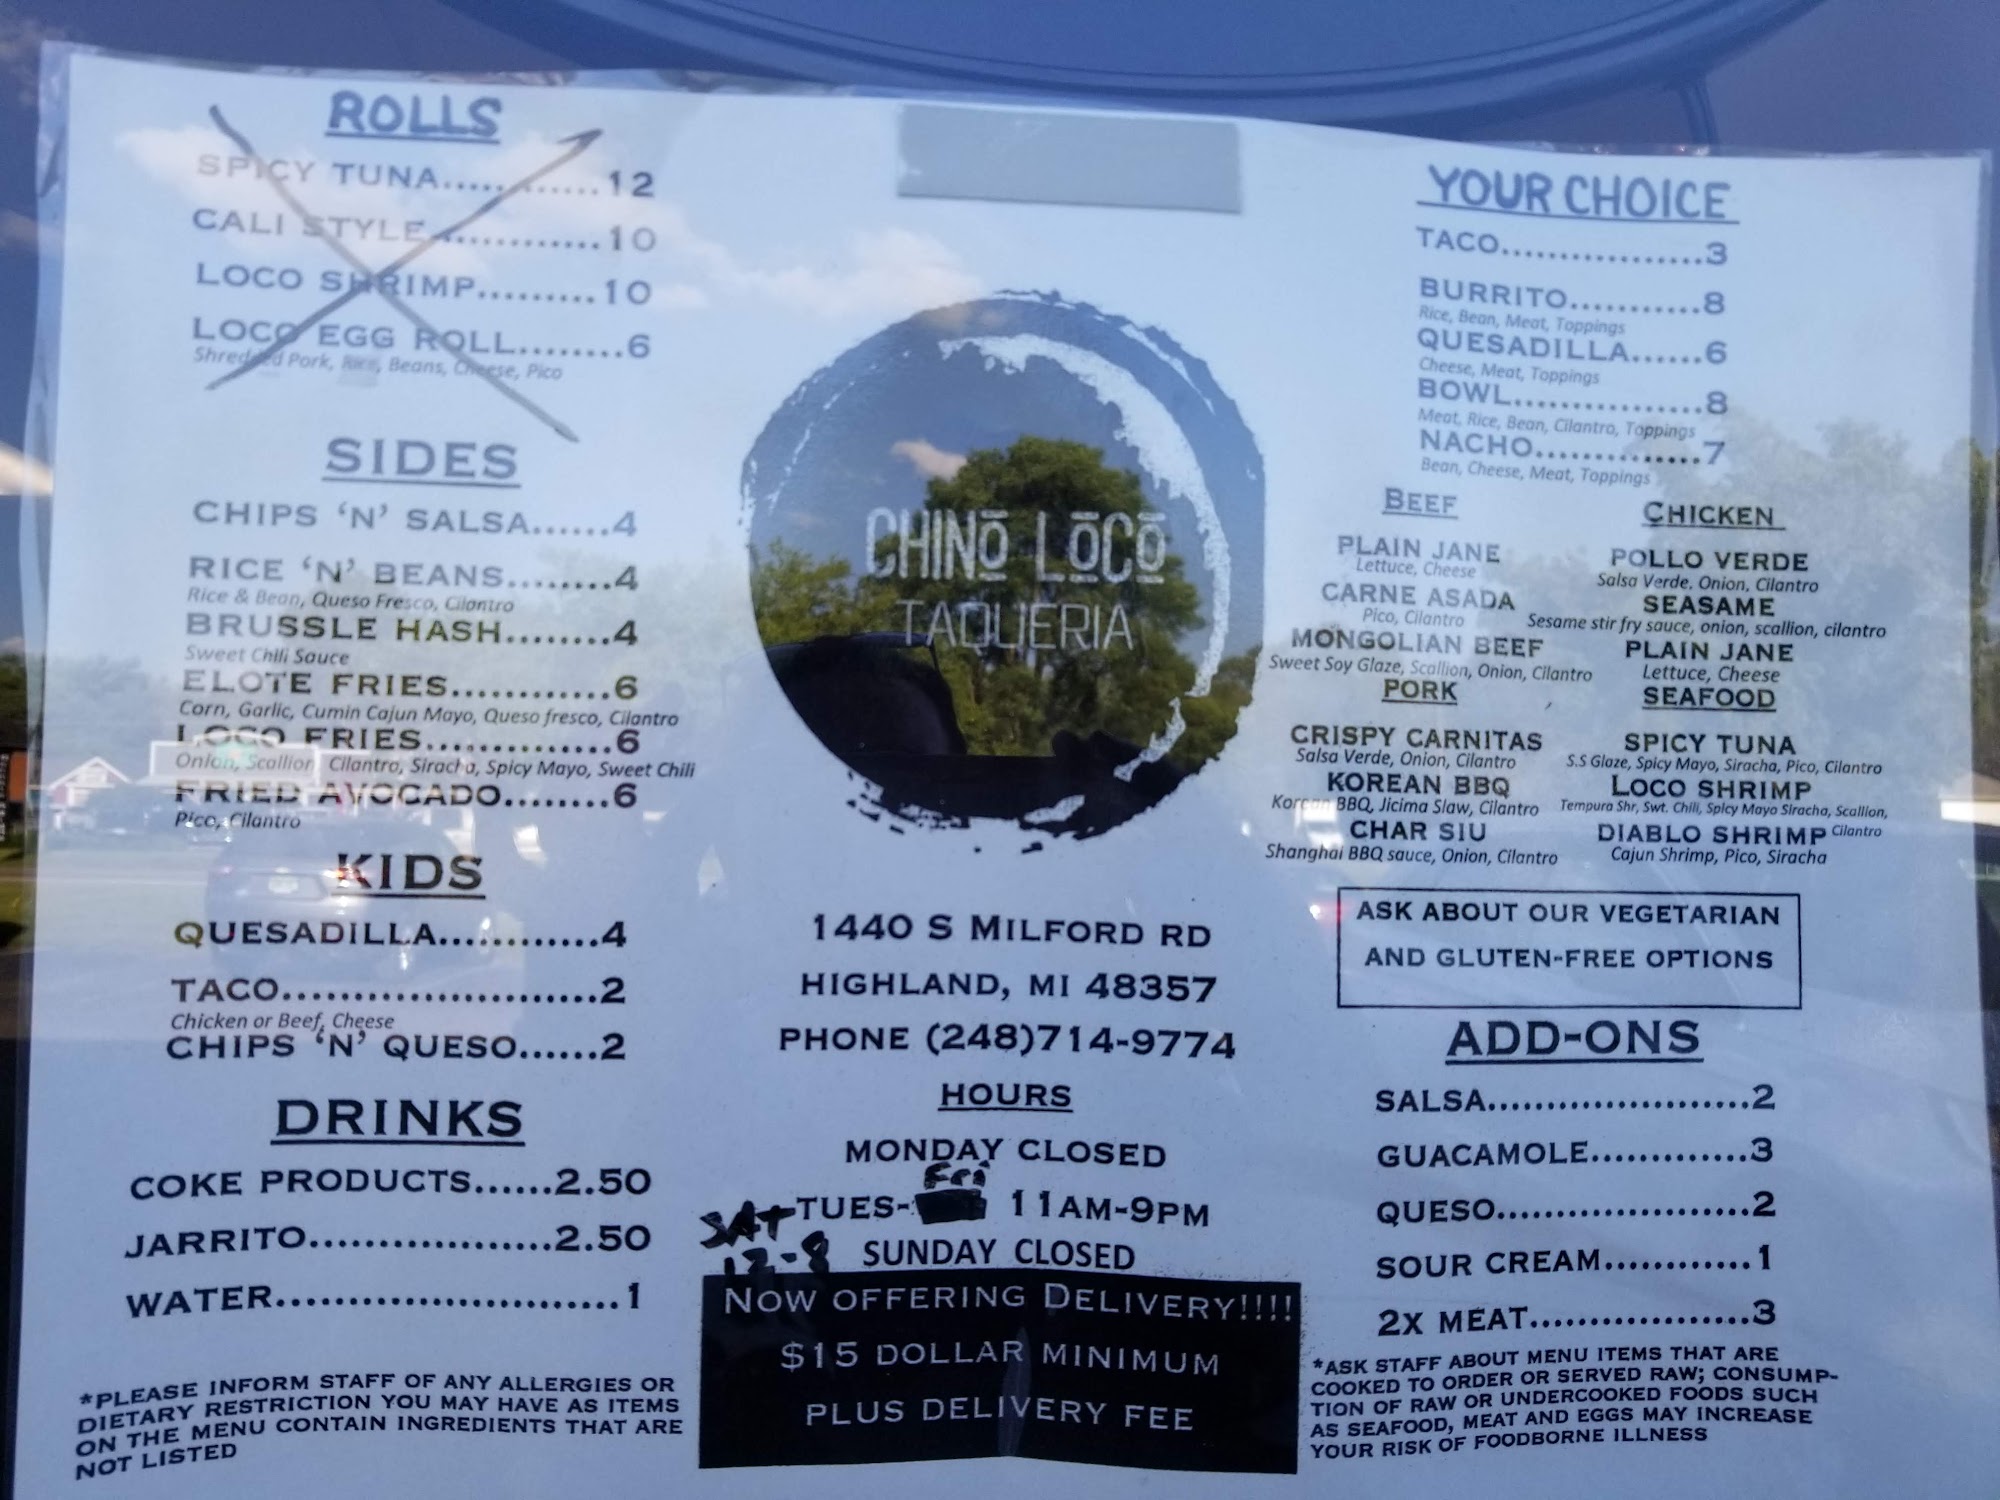 ROLLS
SPICY TUNA............12
CALI STYLE..............10
LOCO SHRIMP.........10
LOCO EGG ROLL........6
Shredded Pork, Rice, Beans, Cheese, Pico
SIDES
CHIPS 'N' SALSA......4
RICE 'N' BEANS........4
Rice & Bean, Queso Fresco, Cilantro
BRUSSLE HASH........4
Sweet Chili Sauce
ELOTE FRIES............6
Corn, Garlic, Cumin Cajun Mayo, Queso fresco, Cilantro
LOCO FRIES..............6
Onion, Scallion Cilantro, Siracha, Spicy Mayo, Sweet Chili
FRIED AVOCADO........6
Pico, Cilantro
KIDS
QUESADILLA............4
TACO........................2
Chicken or Beef, Cheese
CHIPS 'N' QUESO......2
DRINKS
COKE PRODUCTS......2.50
JARRITO..................2.50
WATER..........................1
*PLEASE INFORM STAFF OF ANY ALLERGIES OR
DIETARY RESTRICTION YOU MAY HAVE AS ITEMS
ON THE MENU CONTAIN INGREDIENTS THAT ARE
NOT LISTED
CHINO LOCO
TAQUERIA
1440 S MILFORD RD
HIGHLAND, MI 48357
PHONE (248)714-9774
HOURS
MONDAY CLOSED
Fri
TUES- 11AM-9PM
SAT
12-8 SUNDAY CLOSED
NOW OFFERING DELIVERY!!!!
$15 DOLLAR MINIMUM
PLUS DELIVERY FEE
YOUR CHOICE
TACO.................3
BURRITO...........8
Rice, Bean, Meat, Toppings
QUESADILLA......6
Cheese, Meat, Toppings
BOWL................8
Meat, Rice, Bean, Cilantro, Toppings
NACHO..............7
Bean, Cheese, Meat, Toppings
BEEF
PLAIN JANE
Lettuce, Cheese
CARNE ASADA
Pico, Cilantro
MONGOLIAN BEEF
Sweet Soy Glaze, Scallion, Onion, Cilantro
PORK
CRISPY CARNITAS
Salsa Verde, Onion, Cilantro
KOREAN BBQ
Korean BBQ, Jicima Slaw, Cilantro
CHAR SIU
Shanghai BBQ sauce, Onion, Cilantro
CHICKEN
POLLO VERDE
Salsa Verde, Onion, Cilantro
SEASAME
Sesame stir fry sauce, onion, scallion, cilantro
PLAIN JANE
Lettuce, Cheese
SEAFOOD
SPICY TUNA
S.S Glaze, Spicy Mayo, Siracha, Pico, Cilantro
LOCO SHRIMP
Tempura Shr, Swt. Chili, Spicy Mayo Siracha, Scallion,
DIABLO SHRIMP Cilantro
Cajun Shrimp, Pico, Siracha
ASK ABOUT OUR VEGETARIAN
AND GLUTEN-FREE OPTIONS
ADD-ONS
SALSA......................2
GUACAMOLE.............3
QUESO.....................2
SOUR CREAM............1
2X MEAT..................3
*ASK STAFF ABOUT MENU ITEMS THAT ARE
COOKED TO ORDER OR SERVED RAW; CONSUMP-
TION OF RAW OR UNDERCOOKED FOODS SUCH
AS SEAFOOD, MEAT AND EGGS MAY INCREASE
YOUR RISK OF FOODBORNE ILLNESS